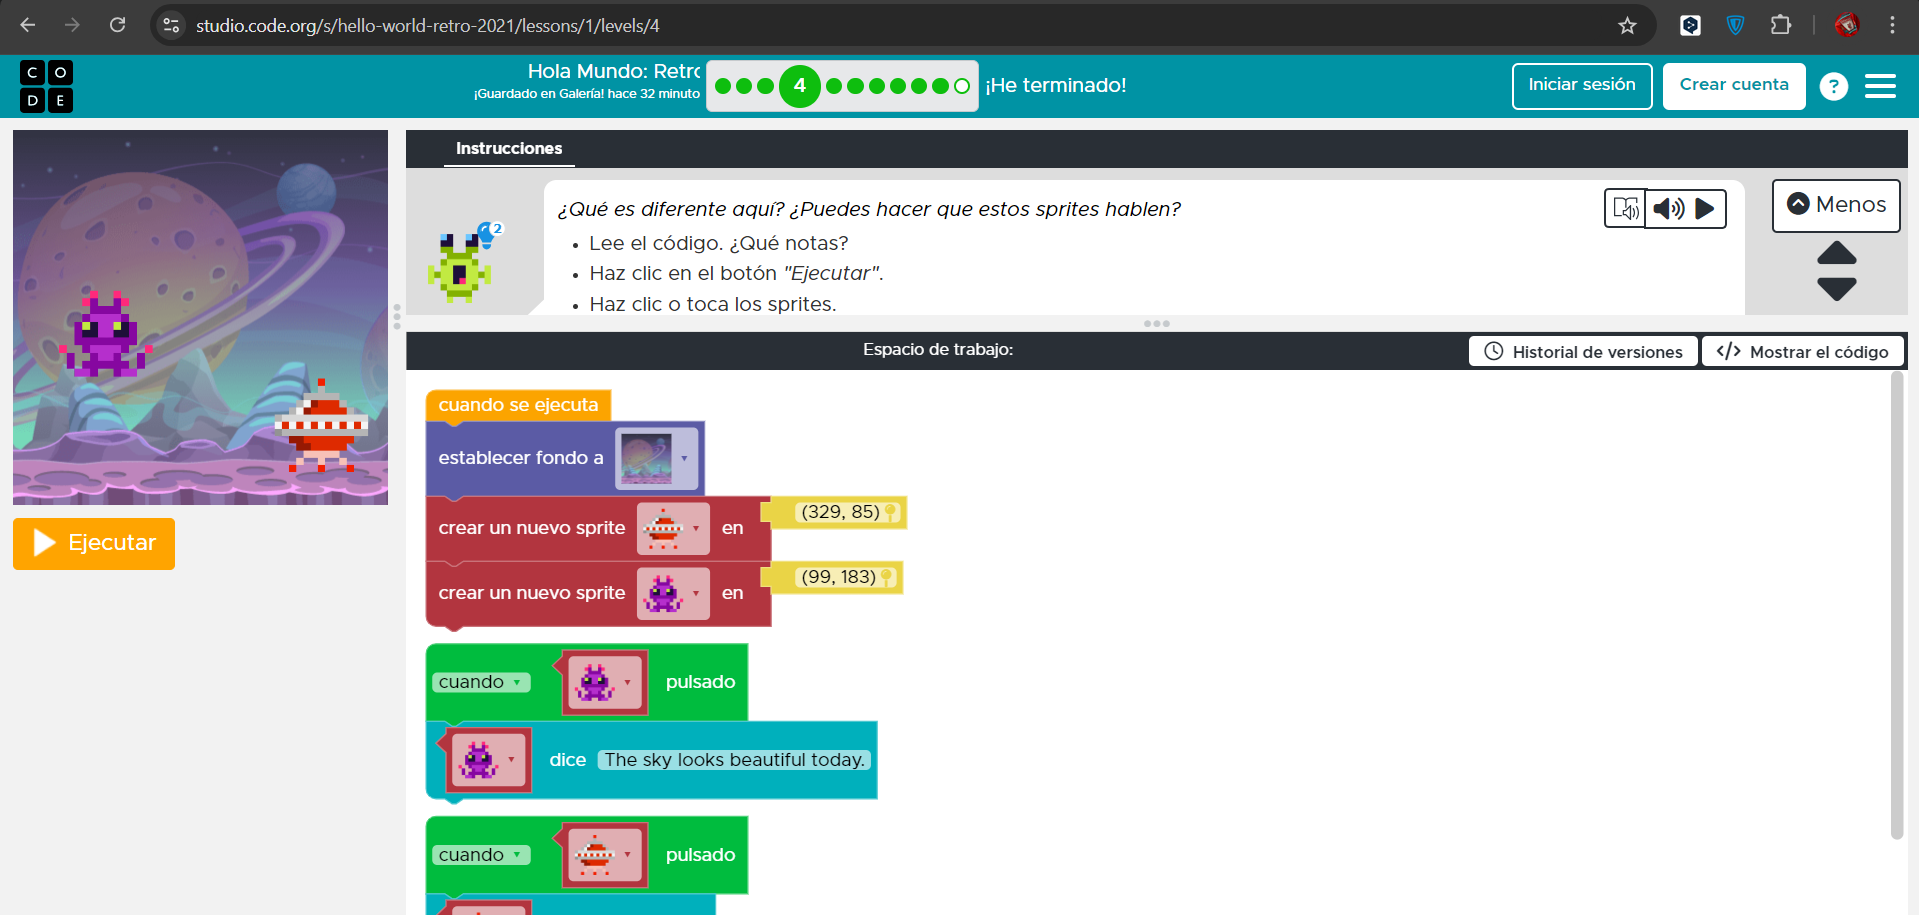 studio.code.org/s/hello-world-retro-2021/lessons/1/levels/4
C O
D E
Hola Mundo: Retro
¡Guardado en Galería! hace 32 minuto
4
¡He terminado!
Iniciar sesión
Crear cuenta
?
Instrucciones
2
¿Qué es diferente aquí? ¿Puedes hacer que estos sprites hablen?
• Lee el código. ¿Qué notas?
• Haz clic en el botón "Ejecutar".
• Haz clic o toca los sprites.
Menos
Espacio de trabajo:
Historial de versiones
</> Mostrar el código
Ejecutar
cuando se ejecuta
establecer fondo a
crear un nuevo sprite en (329, 85)
crear un nuevo sprite en (99, 183)
cuando pulsado
dice The sky looks beautiful today.
cuando pulsado